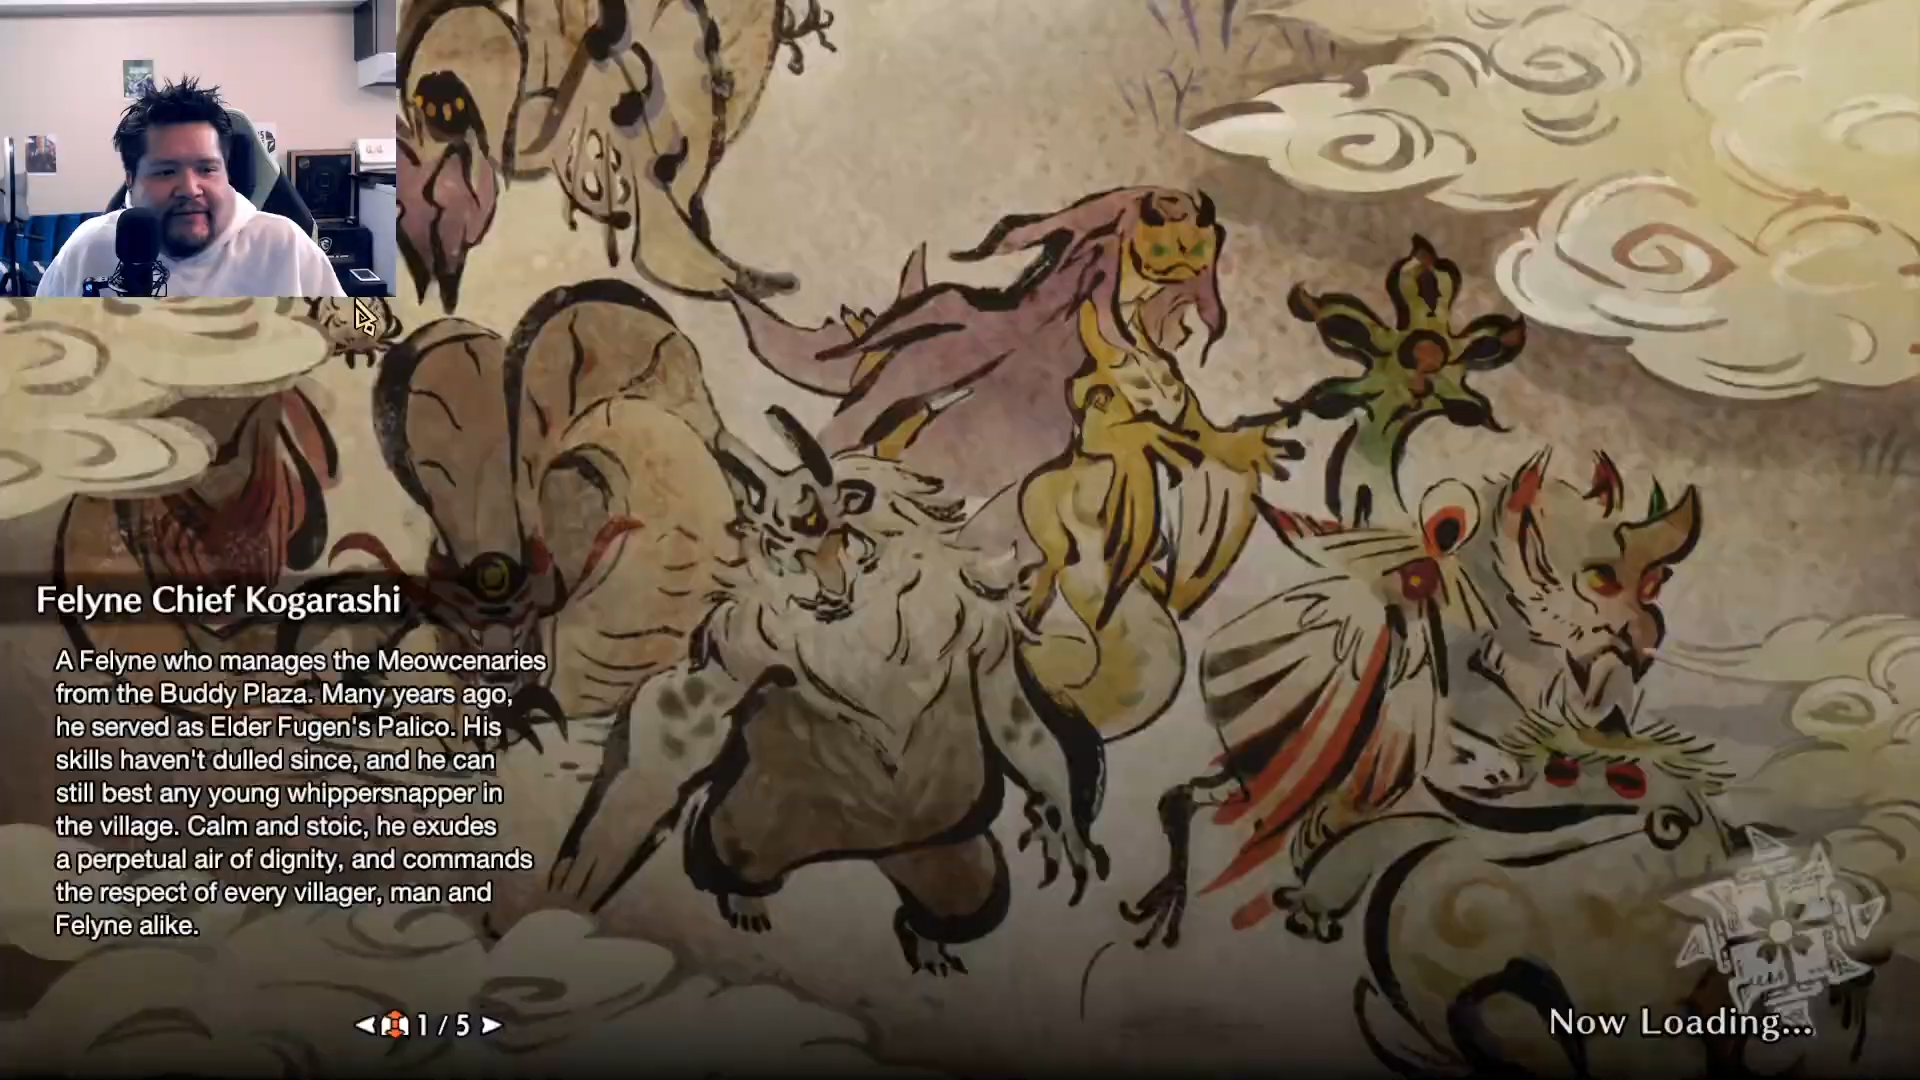 Felyne Chief Kogarashi
A Felyne who manages the Meowcenaries
from the Buddy Plaza. Many years ago,
he served as Elder Fugen's Palico. His
skills haven't dulled since, and he can
still best any young whippersnapper in
the village. Calm and stoic, he exudes
a perpetual air of dignity, and commands
the respect of every villager, man and
Felyne alike.
1 / 5
Now Loading...